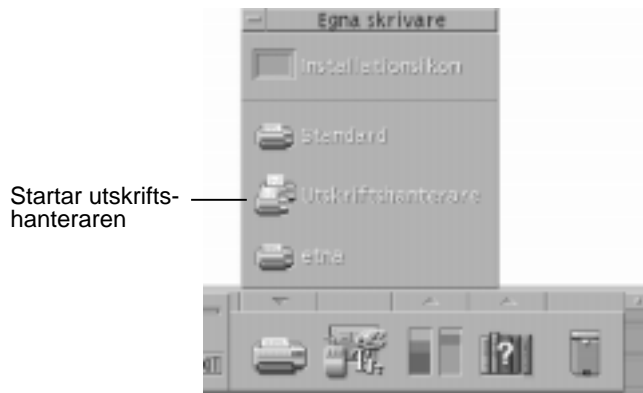 Egna skrivare
Installationsikon
Standard
Startar utskrifts-
hanteraren
Utskriftshanterare
etna